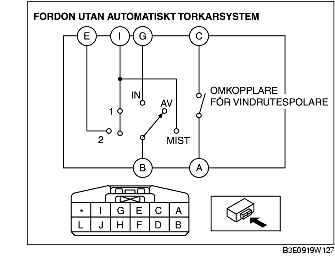 FORDON UTAN AUTOMATISKT TORKARSYSTEM
E I G C
IN
AV
1
2
MIST
OMKOPPLARE
FÖR VINDRUTESPOLARE
B A
* I G E C A
L J H F D B
B3E0919W127